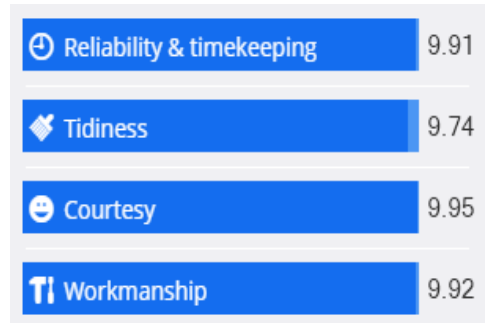 Reliability & timekeeping 9.91
Tidiness 9.74
Courtesy 9.95
Workmanship 9.92